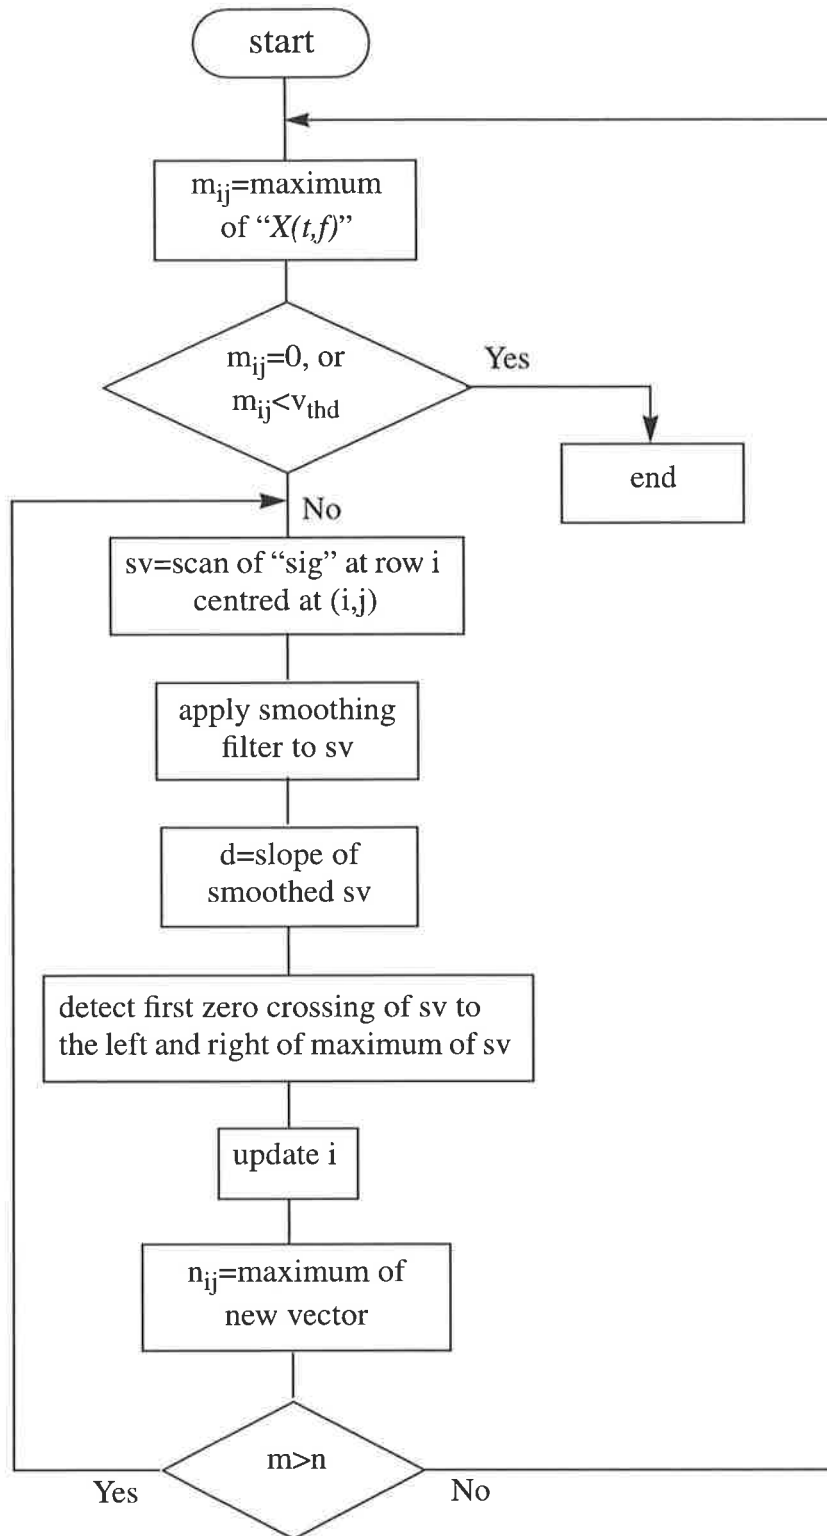 start
m_ij=maximum
of “X(t,f)”
m_ij=0, or
m_ij<v_thd
Yes
end
No
sv=scan of “sig” at row i
centred at (i,j)
apply smoothing
filter to sv
d=slope of
smoothed sv
detect first zero crossing of sv to
the left and right of maximum of sv
update i
n_ij=maximum of
new vector
m>n
Yes
No